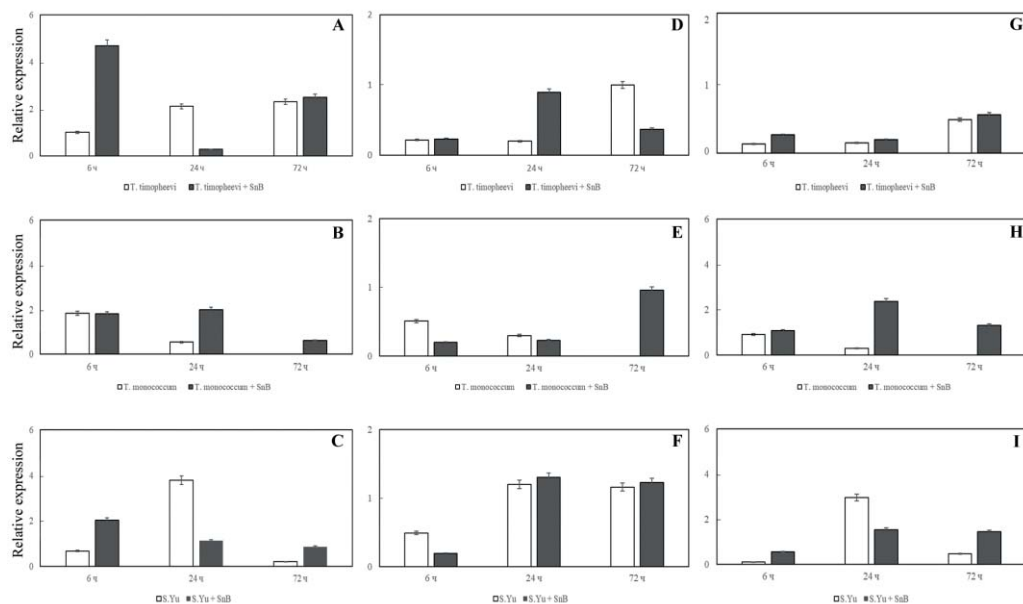 A
Relative expression
6
4
2
0
6 ч 24 ч 72 ч
T. timopheevi T. timopheevi + SnB
D
2
1
0
6 ч 24 ч 72 ч
T. timopheevi T. timopheevi + SnB
G
2
1
0
6 ч 24 ч 72 ч
T. timopheevi T. timopheevi + SnB
B
Relative expression
6
4
2
0
6 ч 24 ч 72 ч
T. monococcum T. monococcum + SnB
E
2
1
0
6 ч 24 ч 72 ч
T. monococcum T. monococcum + SnB
H
6
4
2
0
6 ч 24 ч 72 ч
T. monococcum T. monococcum + SnB
C
Relative expression
6
4
2
0
6 ч 24 ч 72 ч
S.Yu S.Yu + SnB
F
2
1
0
6 ч 24 ч 72 ч
S.Yu S.Yu + SnB
I
6
4
2
0
6 ч 24 ч 72 ч
S.Yu S.Yu + SnB